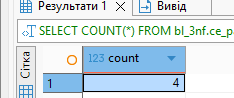 Результати 1 Вивід
SELECT COUNT(*) FROM bl_3nf.ce_p
Сітка
123 count
1 4